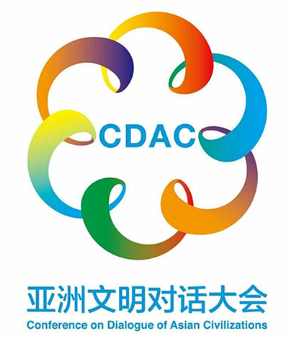 CDAC
亚洲文明对话大会
Conference on Dialogue of Asian Civilizations